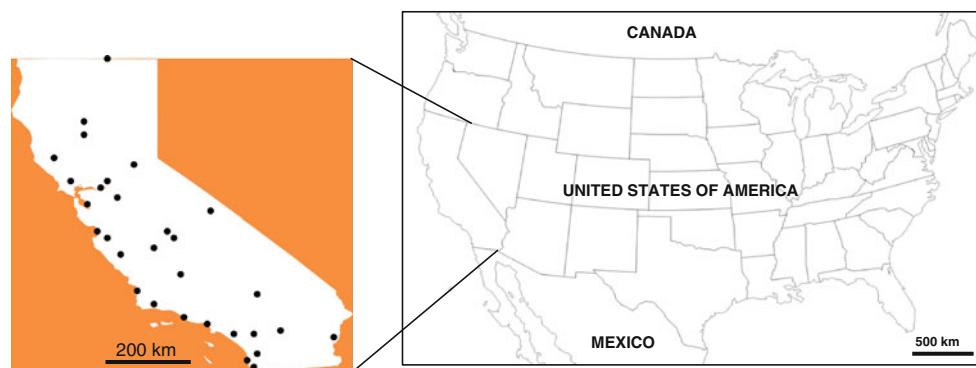 CANADA
UNITED STATES OF AMERICA
MEXICO
200 km
500 km